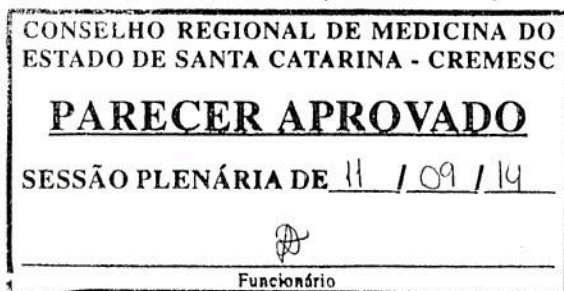 CONSELHO REGIONAL DE MEDICINA DO
ESTADO DE SANTA CATARINA - CREMESC
PARECER APROVADO
SESSÃO PLENÁRIA DE 11 / 09 / 14
Funcionário